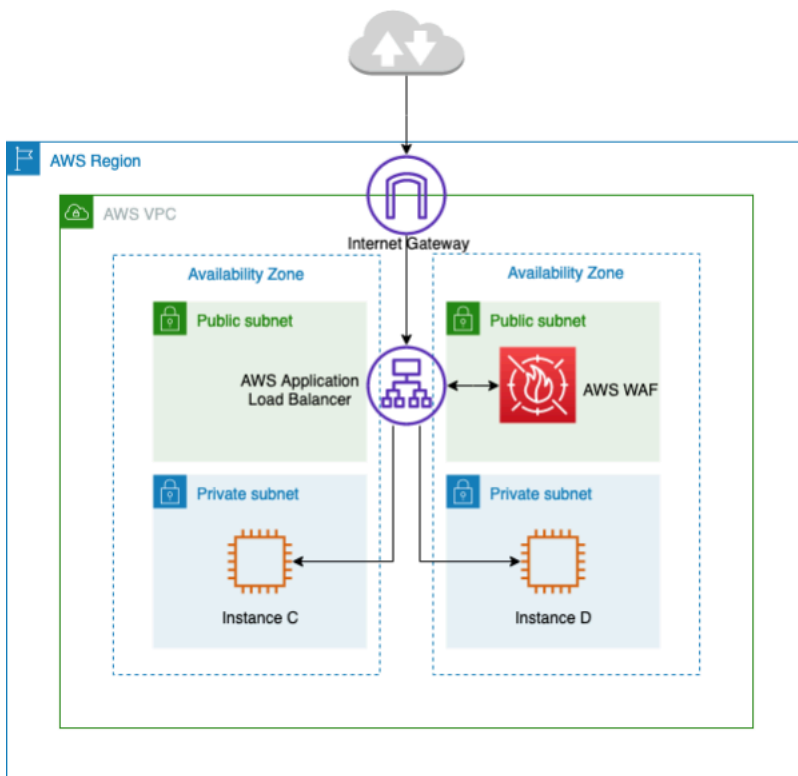 AWS Region
AWS VPC
Internet Gateway
Availability Zone
Availability Zone
Public subnet
Public subnet
AWS Application
Load Balancer
AWS WAF
Private subnet
Private subnet
Instance C
Instance D